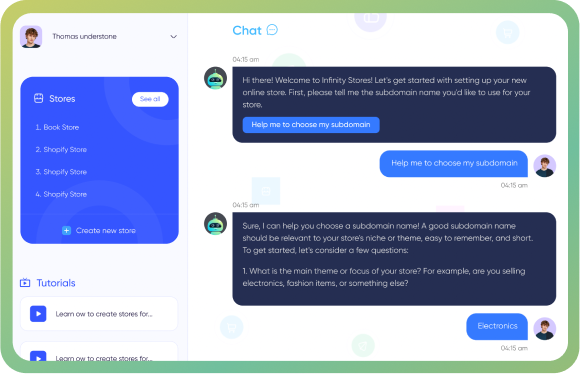 Thomas understone
Stores
See all
1. Book Store
2. Shopify Store
3. Shopify Store
4. Shopify Store
Create new store
Tutorials
Learn ow to create stores for...
Learn ow to create stores for...
Chat
04:15 am
Hi there! Welcome to Infinity Stores! Let's get started with setting up your new
online store. First, please tell me the subdomain name you'd like to use for your
store.
Help me to choose my subdomain
Help me to choose my subdomain
04:15 am
04:15 am
Sure, I can help you choose a subdomain name! A good subdomain name
should be relevant to your store's niche or theme, easy to remember, and short.
To get started, let's consider a few questions:
1. What is the main theme or focus of your store? For example, are you selling
electronics, fashion items, or something else?
Electronics
04:15 am